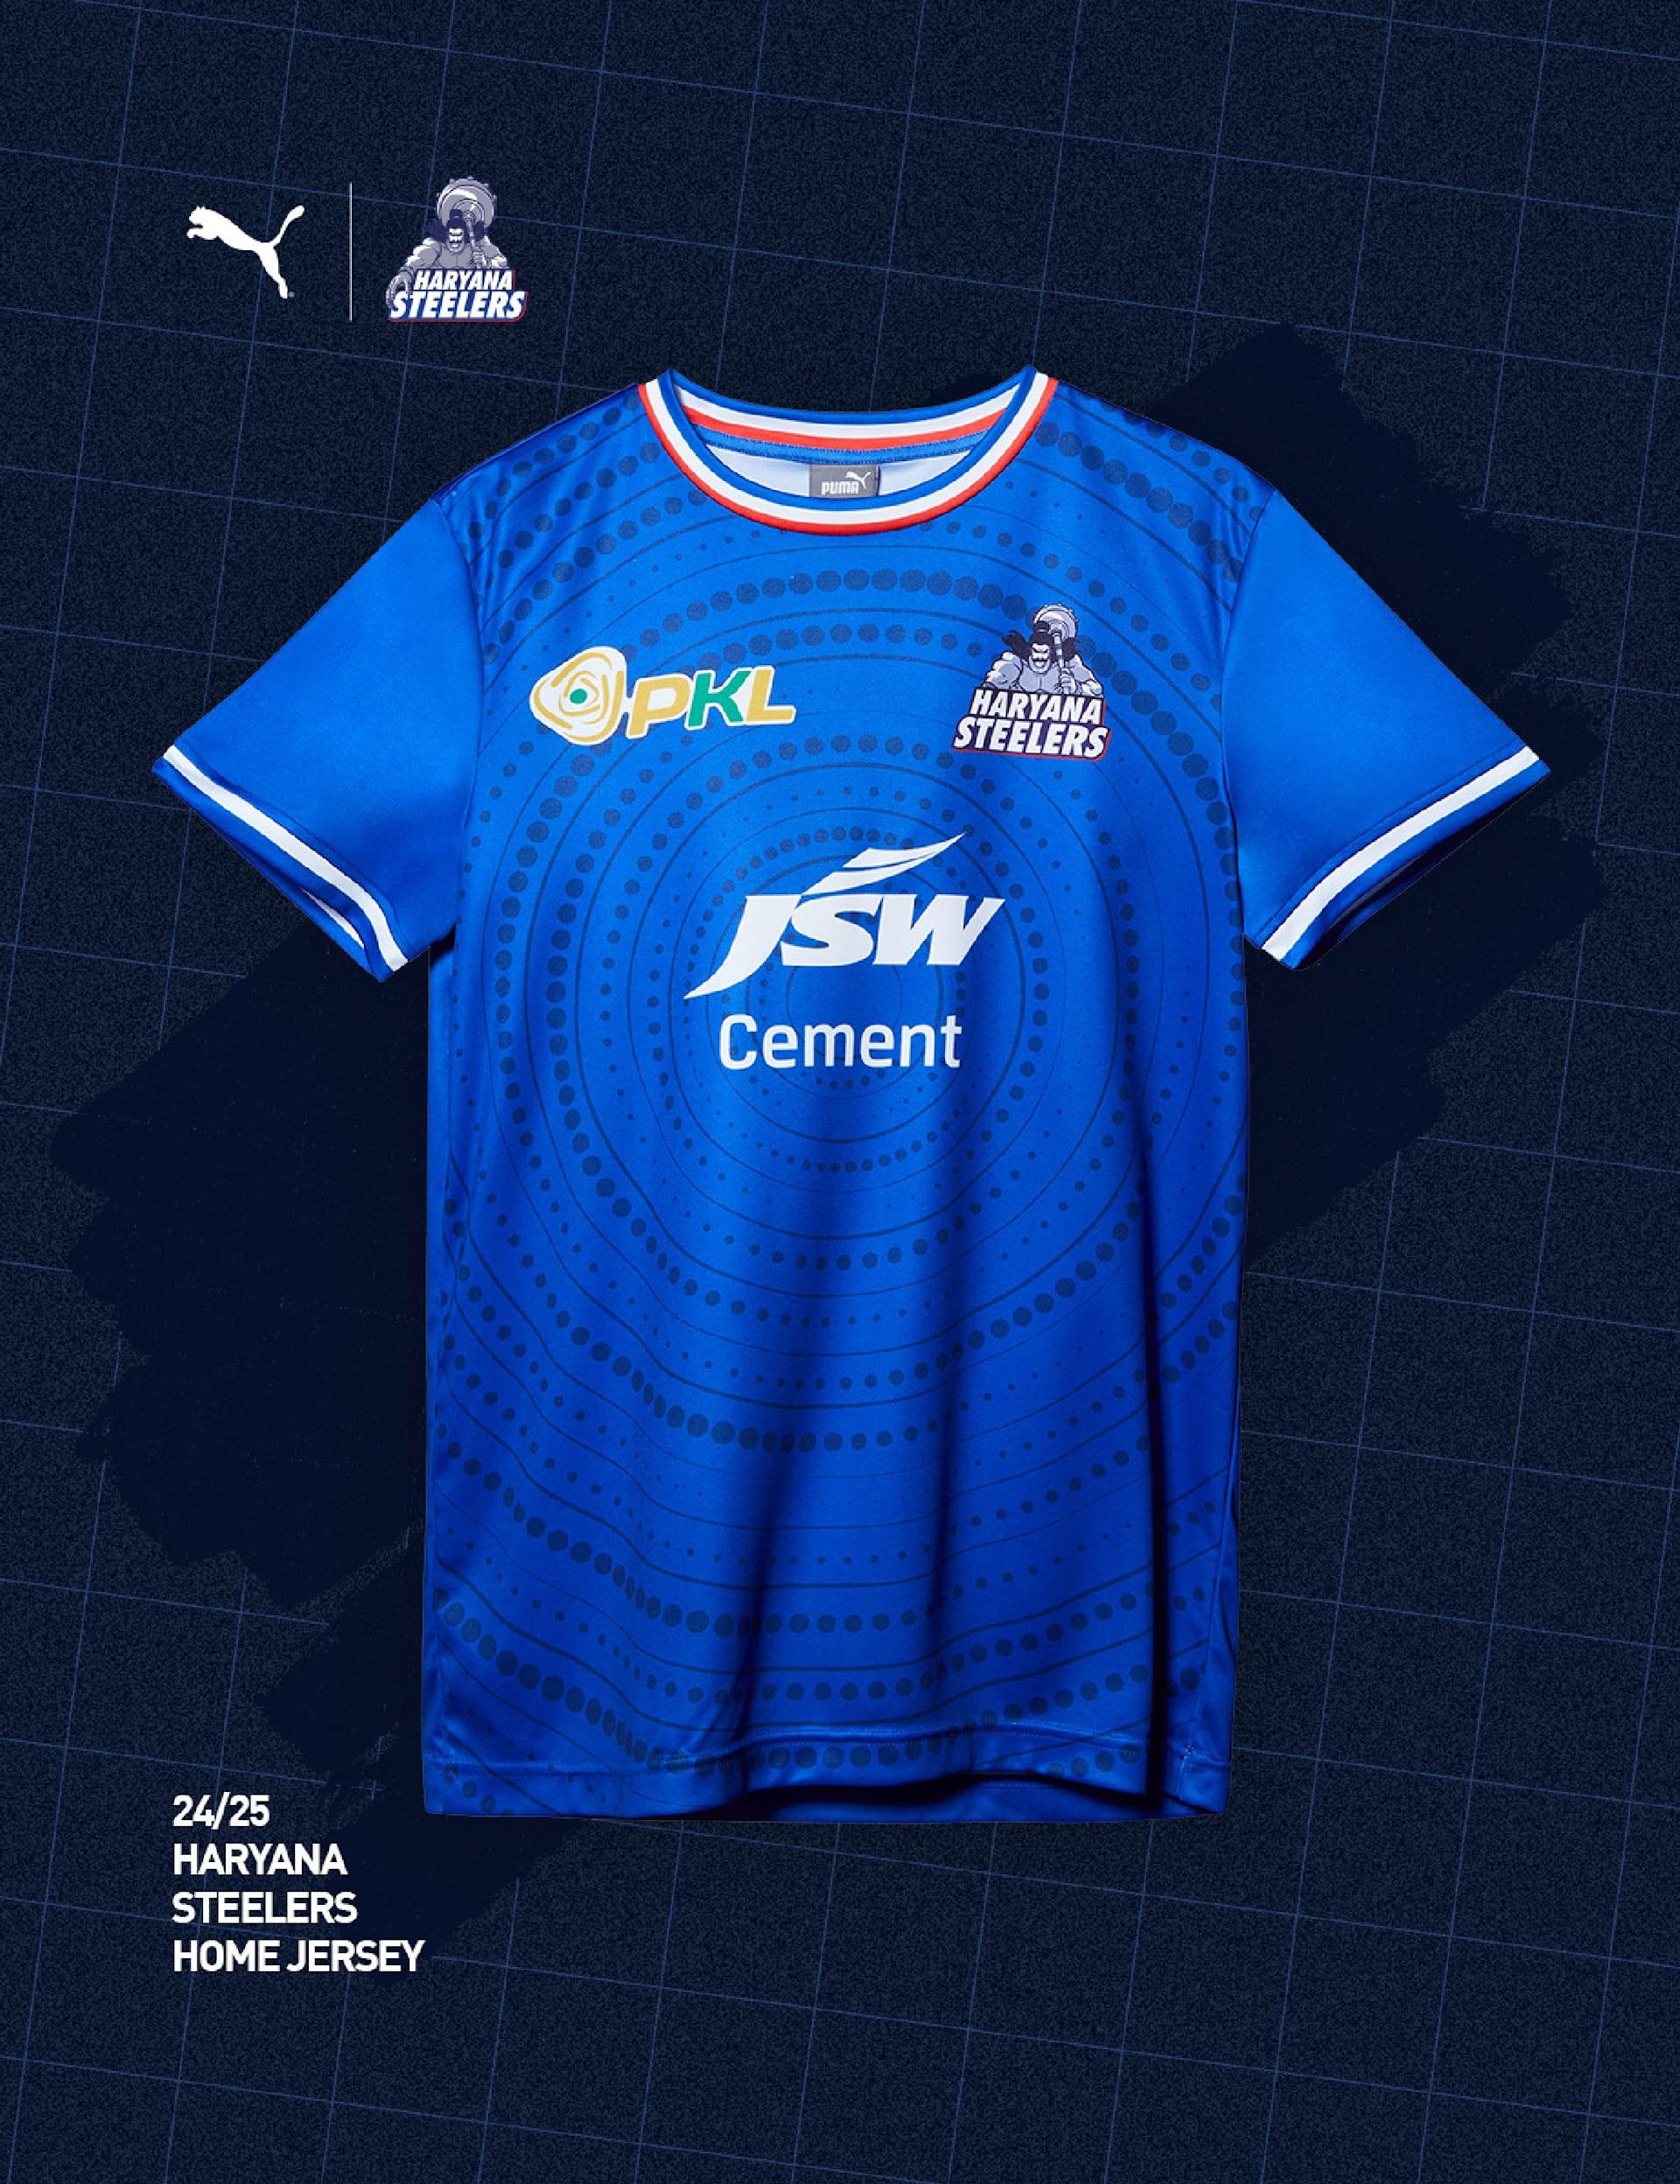 HARYANA
STEELERS
PUMA
PKL
HARYANA
STEELERS
JSW
Cement
24/25
HARYANA
STEELERS
HOME JERSEY